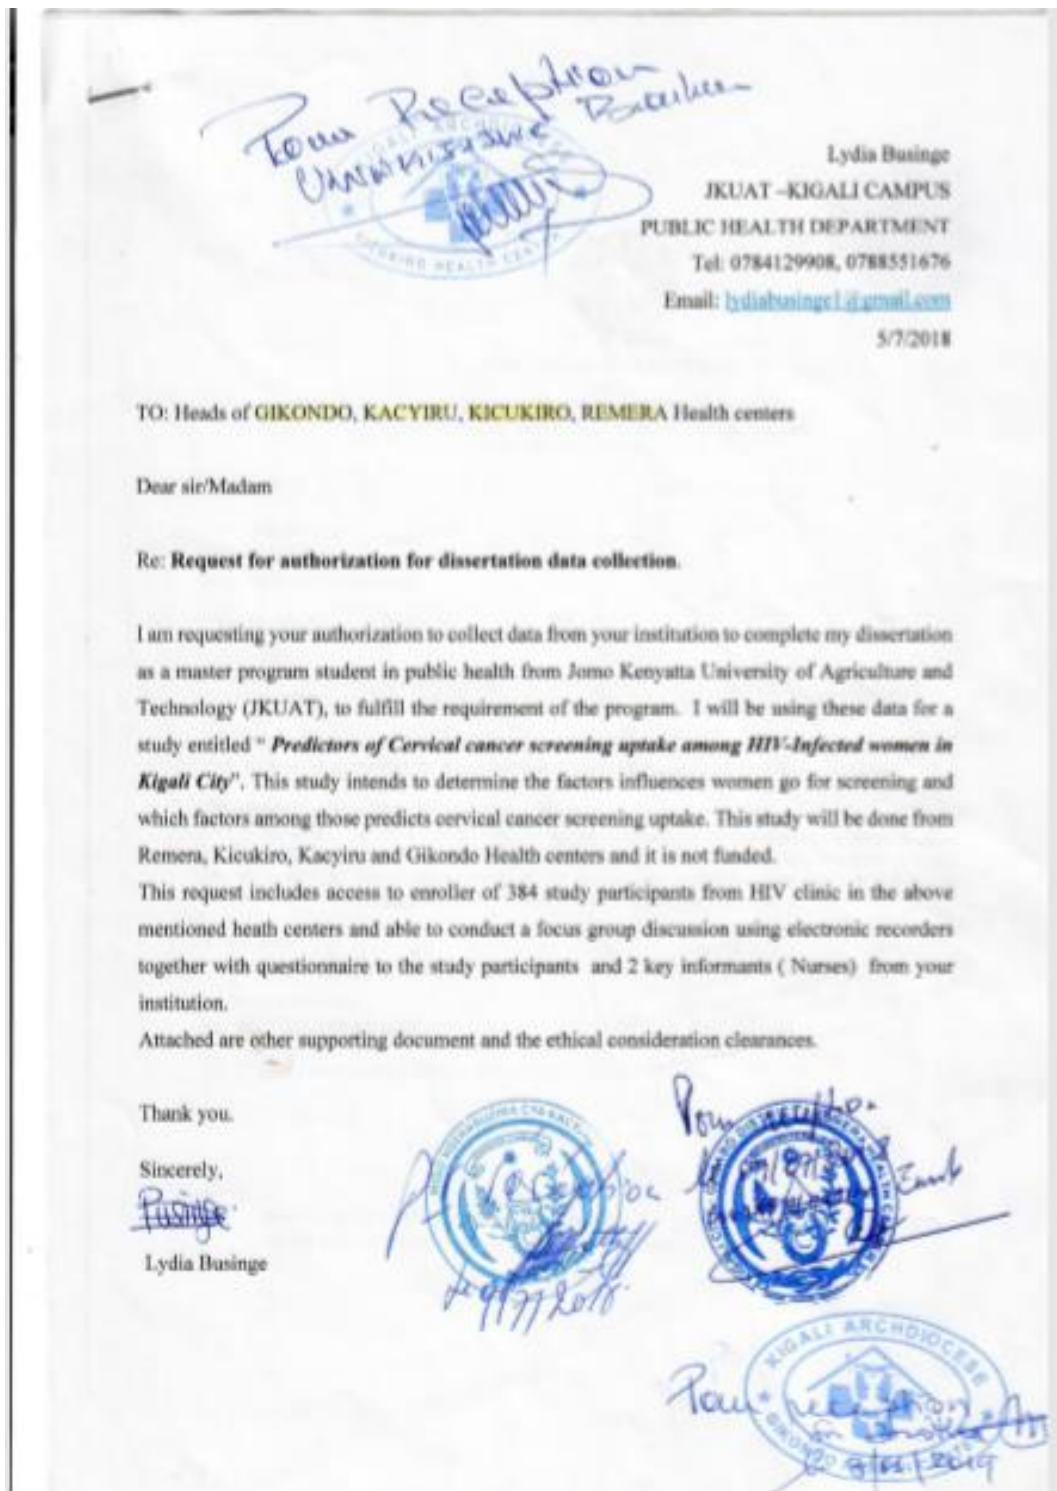 Pour Reception
KIGALI ARCHDIOCESE
HEALTH CENTER
Lydia Businge
JKUAT –KIGALI CAMPUS
PUBLIC HEALTH DEPARTMENT
Tel: 0784129908, 0788551676
Email: lydiabusinge1@gmail.com
5/7/2018
TO: Heads of GIKONDO, KACYIRU, KICUKIRO, REMERA Health centers
Dear sir/Madam
Re: Request for authorization for dissertation data collection.
I am requesting your authorization to collect data from your institution to complete my dissertation
as a master program student in public health from Jomo Kenyatta University of Agriculture and
Technology (JKUAT), to fulfill the requirement of the program. I will be using these data for a
study entitled “ Predictors of Cervical cancer screening uptake among HIV-Infected women in
Kigali City”. This study intends to determine the factors influences women go for screening and
which factors among those predicts cervical cancer screening uptake. This study will be done from
Remera, Kicukiro, Kacyiru and Gikondo Health centers and it is not funded.
This request includes access to enroller of 384 study participants from HIV clinic in the above
mentioned heath centers and able to conduct a focus group discussion using electronic recorders
together with questionnaire to the study participants and 2 key informants ( Nurses) from your
institution.
Attached are other supporting document and the ethical consideration clearances.
Thank you.
Sincerely,
Businge
Lydia Businge
Pour reception
KIGALI ARCHDIOCESE
Pour reception
GIKONDO